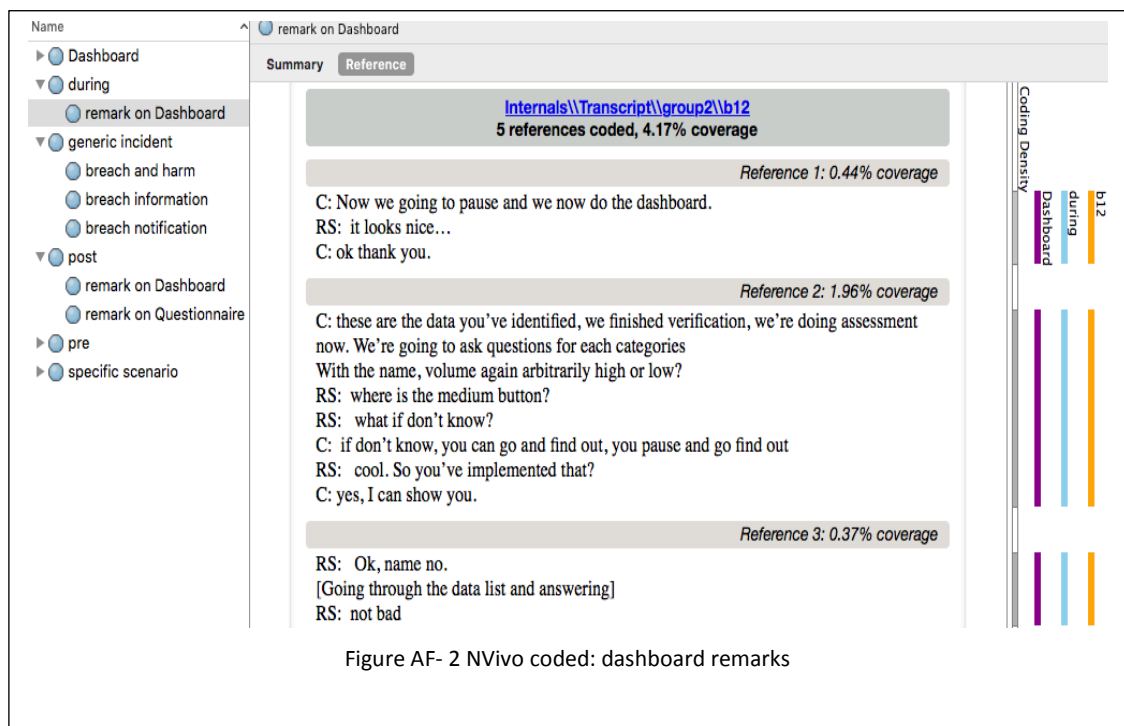 Name
Dashboard
during
remark on Dashboard
generic incident
breach and harm
breach information
breach notification
post
remark on Dashboard
remark on Questionnaire
pre
specific scenario
remark on Dashboard
Summary Reference
Internals\\Transcript\\group2\\b12
5 references coded, 4.17% coverage
Reference 1: 0.44% coverage
C: Now we going to pause and we now do the dashboard.
RS: it looks nice…
C: ok thank you.
Reference 2: 1.96% coverage
C: these are the data you’ve identified, we finished verification, we’re doing assessment
now. We’re going to ask questions for each categories
With the name, volume again arbitrarily high or low?
RS: where is the medium button?
RS: what if don’t know?
C: if don’t know, you can go and find out, you pause and go find out
RS: cool. So you’ve implemented that?
C: yes, I can show you.
Reference 3: 0.37% coverage
RS: Ok, name no.
[Going through the data list and answering]
RS: not bad
Coding Density
Dashboard
during
b12
Figure AF- 2 NVivo coded: dashboard remarks